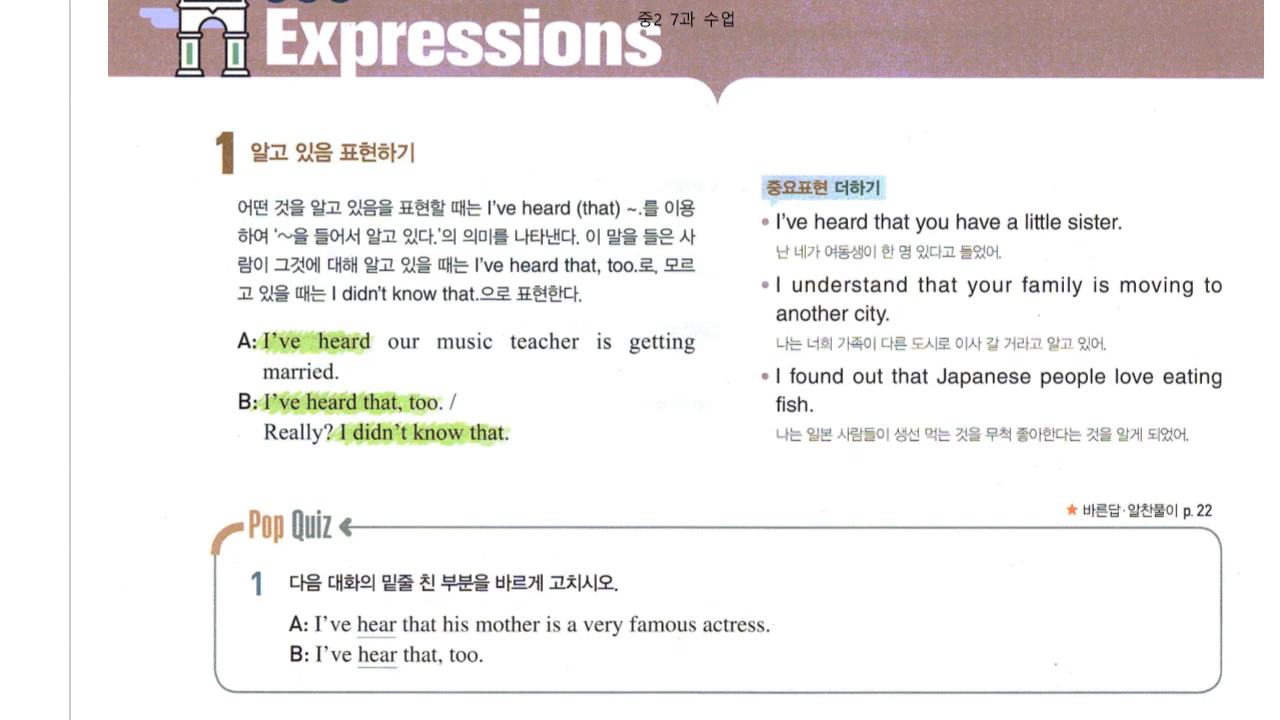 중2 7과 수업
Expressions
1 알고 있음 표현하기
어떤 것을 알고 있음을 표현할 때는 I've heard (that) ~.를 이용
하여 '~을 들어서 알고 있다.'의 의미를 나타낸다. 이 말을 들은 사
람이 그것에 대해 알고 있을 때는 I've heard that, too.로, 모르
고 있을 때는 I didn't know that.으로 표현한다.
A: I've heard our music teacher is getting
married.
B: I've heard that, too. /
Really? I didn't know that.
중요표현 더하기
• I've heard that you have a little sister.
난 네가 여동생이 한 명 있다고 들었어.
• I understand that your family is moving to
another city.
나는 너희 가족이 다른 도시로 이사 갈 거라고 알고 있어.
• I found out that Japanese people love eating
fish.
나는 일본 사람들이 생선 먹는 것을 무척 좋아한다는 것을 알게 되었어.
★ 바른답·알찬풀이 p. 22
Pop Quiz
1 다음 대화의 밑줄 친 부분을 바르게 고치시오.
A: I've hear that his mother is a very famous actress.
B: I've hear that, too.